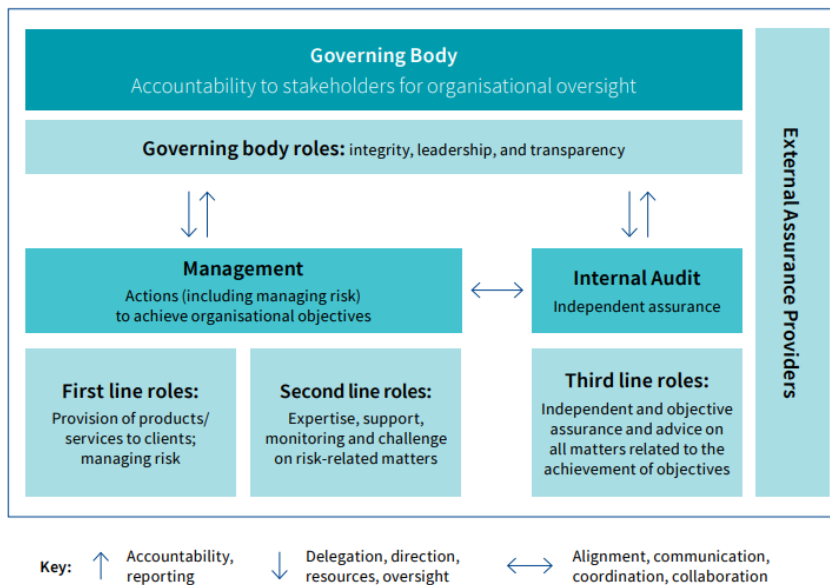 Governing Body
Accountability to stakeholders for organisational oversight
Governing body roles: integrity, leadership, and transparency
Management
Actions (including managing risk)
to achieve organisational objectives
Internal Audit
Independent assurance
First line roles:
Provision of products/
services to clients;
managing risk
Second line roles:
Expertise, support,
monitoring and challenge
on risk-related matters
Third line roles:
Independent and objective
assurance and advice on
all matters related to the
achievement of objectives
External Assurance Providers
Key:
Accountability,
reporting
Delegation, direction,
resources, oversight
Alignment, communication,
coordination, collaboration